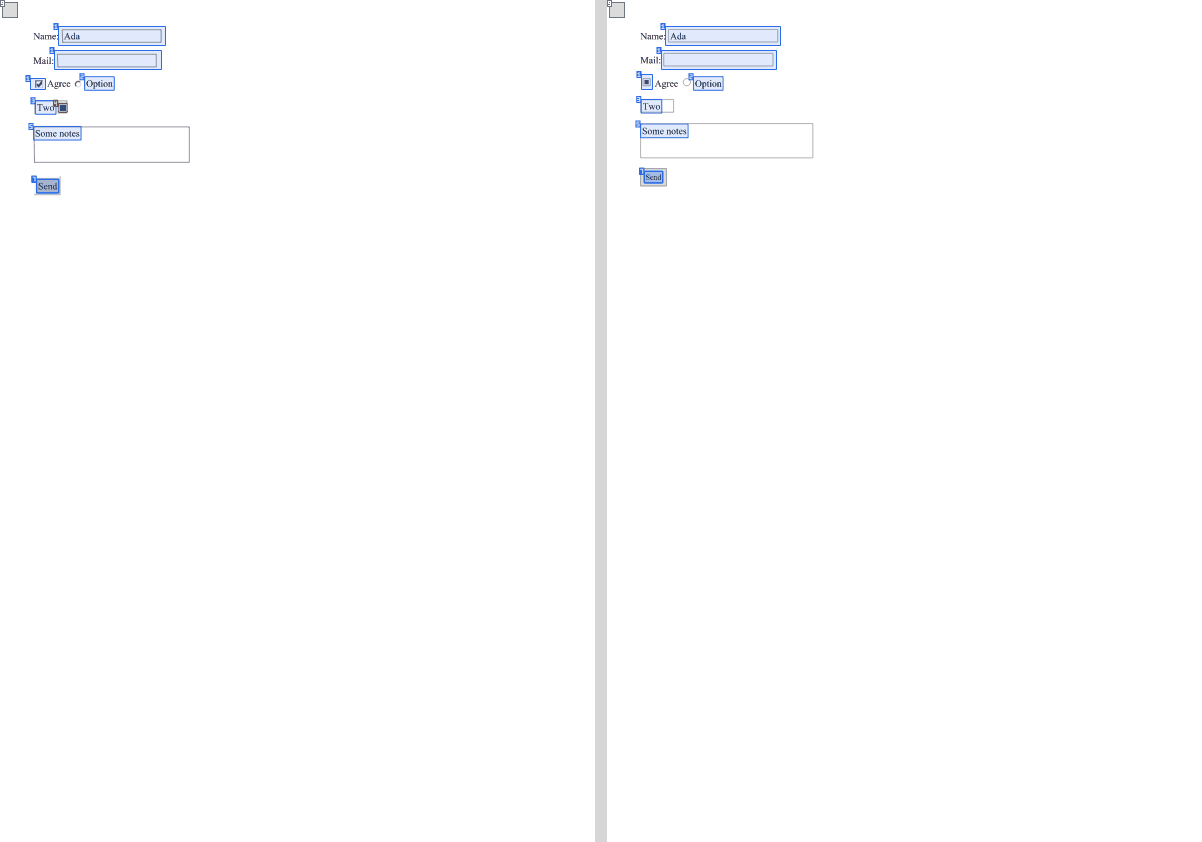 Name: Ada
Mail:
Agree Option
Two
Some notes
Send
Name: Ada
Mail:
Agree Option
Two
Some notes
Send